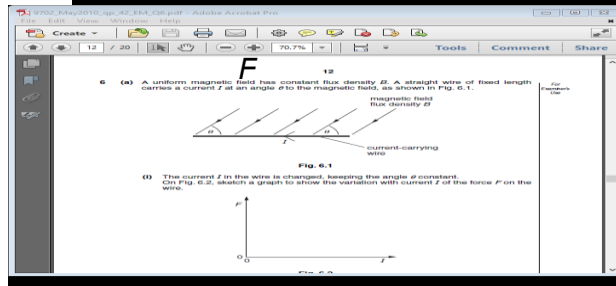 9702_May2010_qp_42_EM_Q6.pdf - Adobe Acrobat Pro
File Edit View Window Help
Create
12 / 20
70.7%
Tools Comment Share
F
12
6 (a) A uniform magnetic field has constant flux density B. A straight wire of fixed length
carries a current I at an angle θ to the magnetic field, as shown in Fig. 6.1.
For
Examiner's
Use
magnetic field
flux density B
θ
θ
I
current-carrying
wire
Fig. 6.1
(i) The current I in the wire is changed, keeping the angle θ constant.
On Fig. 6.2, sketch a graph to show the variation with current I of the force F on the
wire.
F
0
0
I
Fig. 6.2